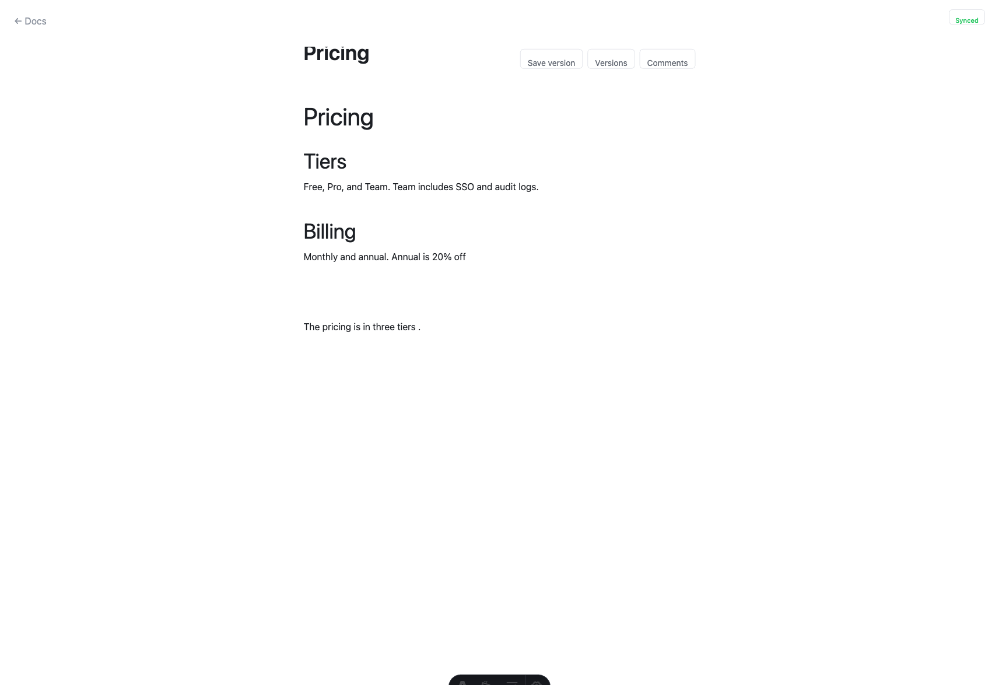 ← Docs
Synced
Pricing
Save version
Versions
Comments
Pricing
Tiers
Free, Pro, and Team. Team includes SSO and audit logs.
Billing
Monthly and annual. Annual is 20% off
The pricing is in three tiers .